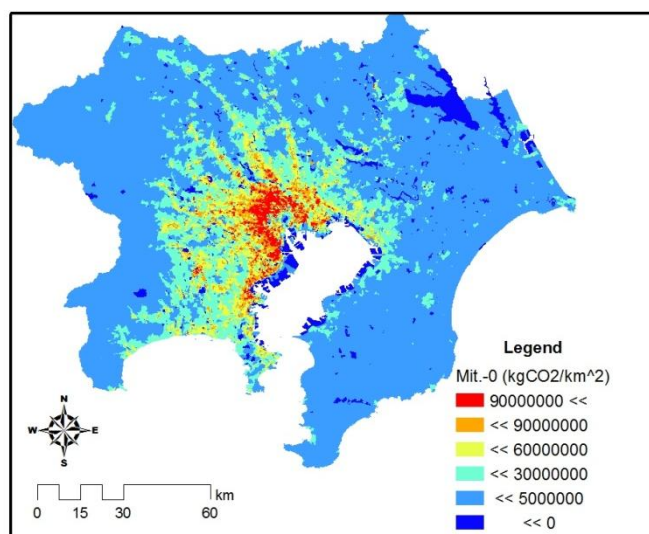 Legend
Mit.-0 (kgCO2/km^2)
90000000 <<
<< 90000000
<< 60000000
<< 30000000
<< 5000000
<< 0
N
W E
S
km
0 15 30 60